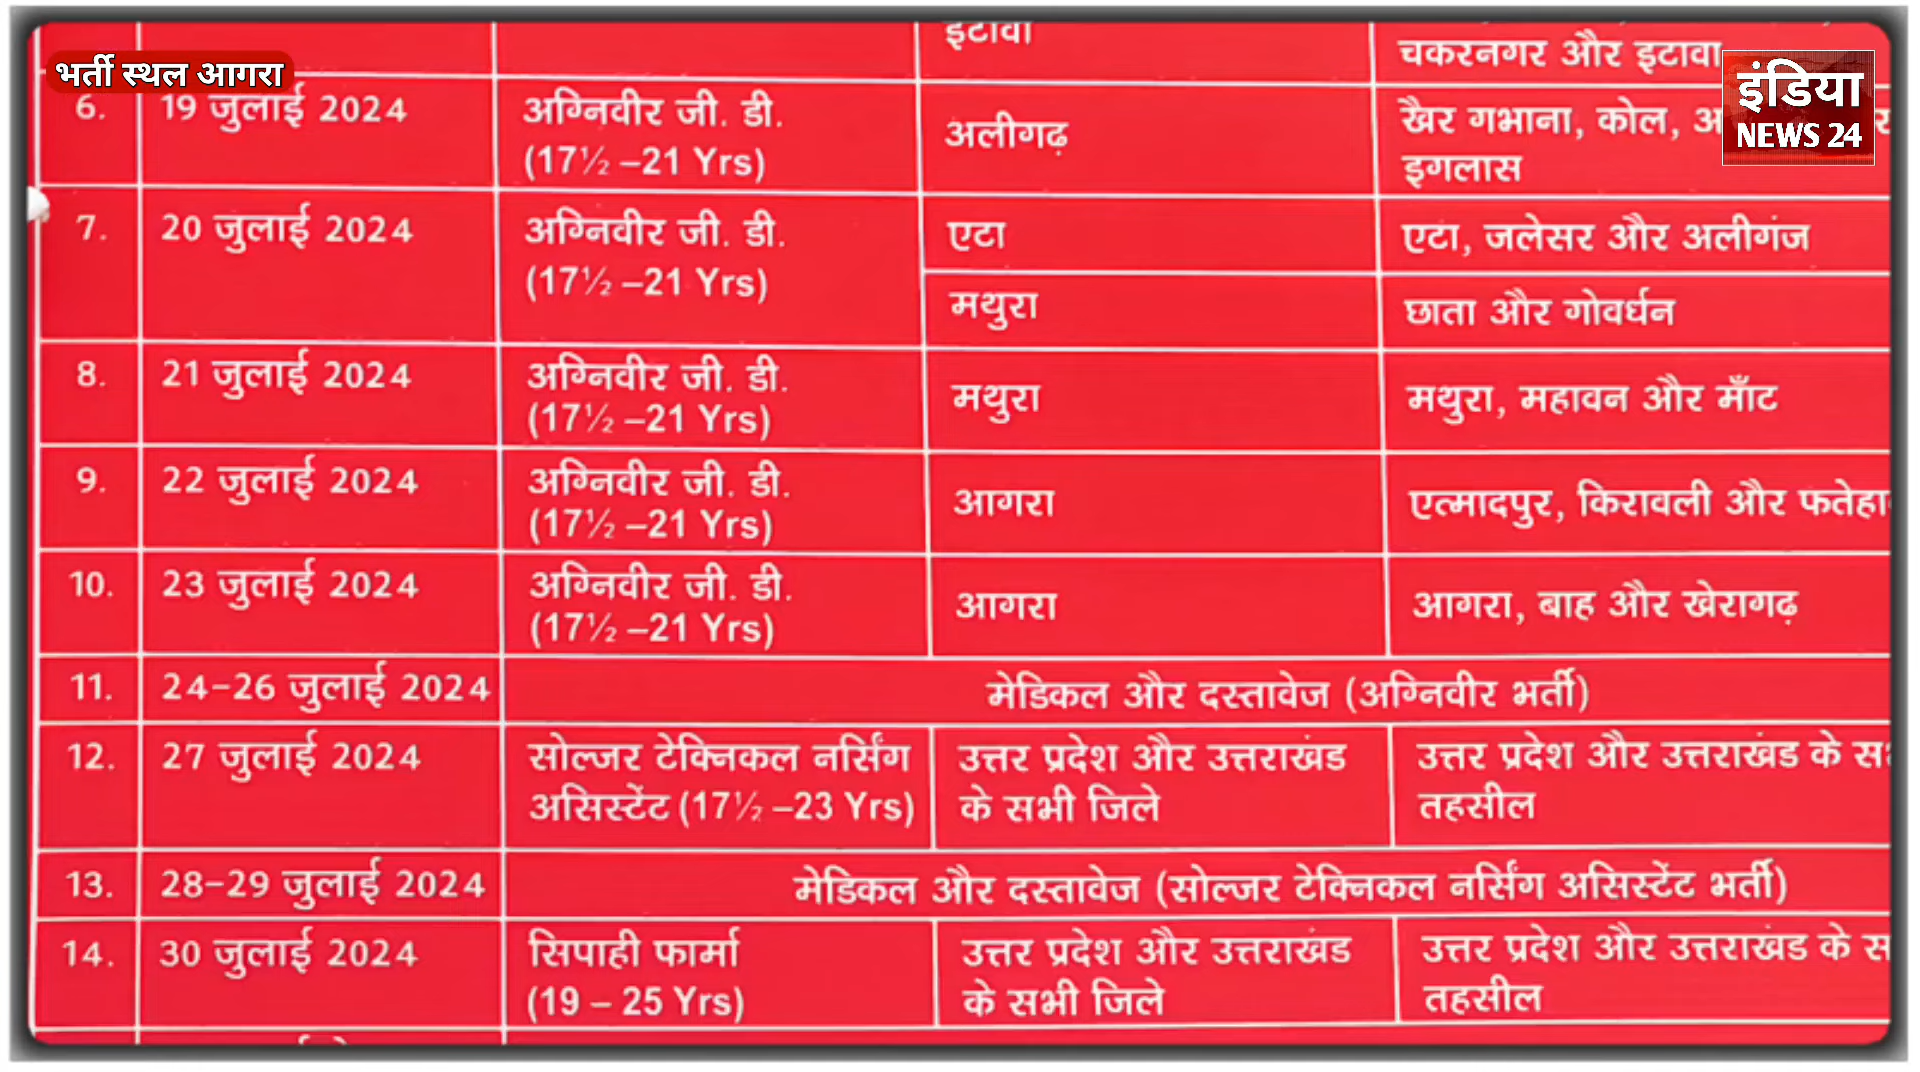 इटावा
चकरनगर और इटावा
भर्ती स्थल आगरा
इंडिया
NEWS 24
6. 19 जुलाई 2024 अग्निवीर जी. डी. अलीगढ़ खैर गभाना, कोल,
(17½ –21 Yrs) इगलास
7. 20 जुलाई 2024 अग्निवीर जी. डी. एटा एटा, जलेसर और अलीगंज
(17½ –21 Yrs) मथुरा छाता और गोवर्धन
8. 21 जुलाई 2024 अग्निवीर जी. डी. मथुरा मथुरा, महावन और माँट
(17½ –21 Yrs)
9. 22 जुलाई 2024 अग्निवीर जी. डी. आगरा एत्मादपुर, किरावली और
(17½ –21 Yrs)
10. 23 जुलाई 2024 अग्निवीर जी. डी. आगरा आगरा, बाह और खेरागढ़
(17½ –21 Yrs)
11. 24–26 जुलाई 2024 मेडिकल और दस्तावेज (अग्निवीर भर्ती)
12. 27 जुलाई 2024 सोल्जर टेक्निकल नर्सिंग उत्तर प्रदेश और उत्तराखंड उत्तर प्रदेश और उत्तराखंड के
असिस्टेंट (17½ –23 Yrs) के सभी जिले तहसील
13. 28–29 जुलाई 2024 मेडिकल और दस्तावेज (सोल्जर टेक्निकल नर्सिंग असिस्टेंट भर्ती)
14. 30 जुलाई 2024 सिपाही फार्मा उत्तर प्रदेश और उत्तराखंड उत्तर प्रदेश और उत्तराखंड के
(19 – 25 Yrs) के सभी जिले तहसील